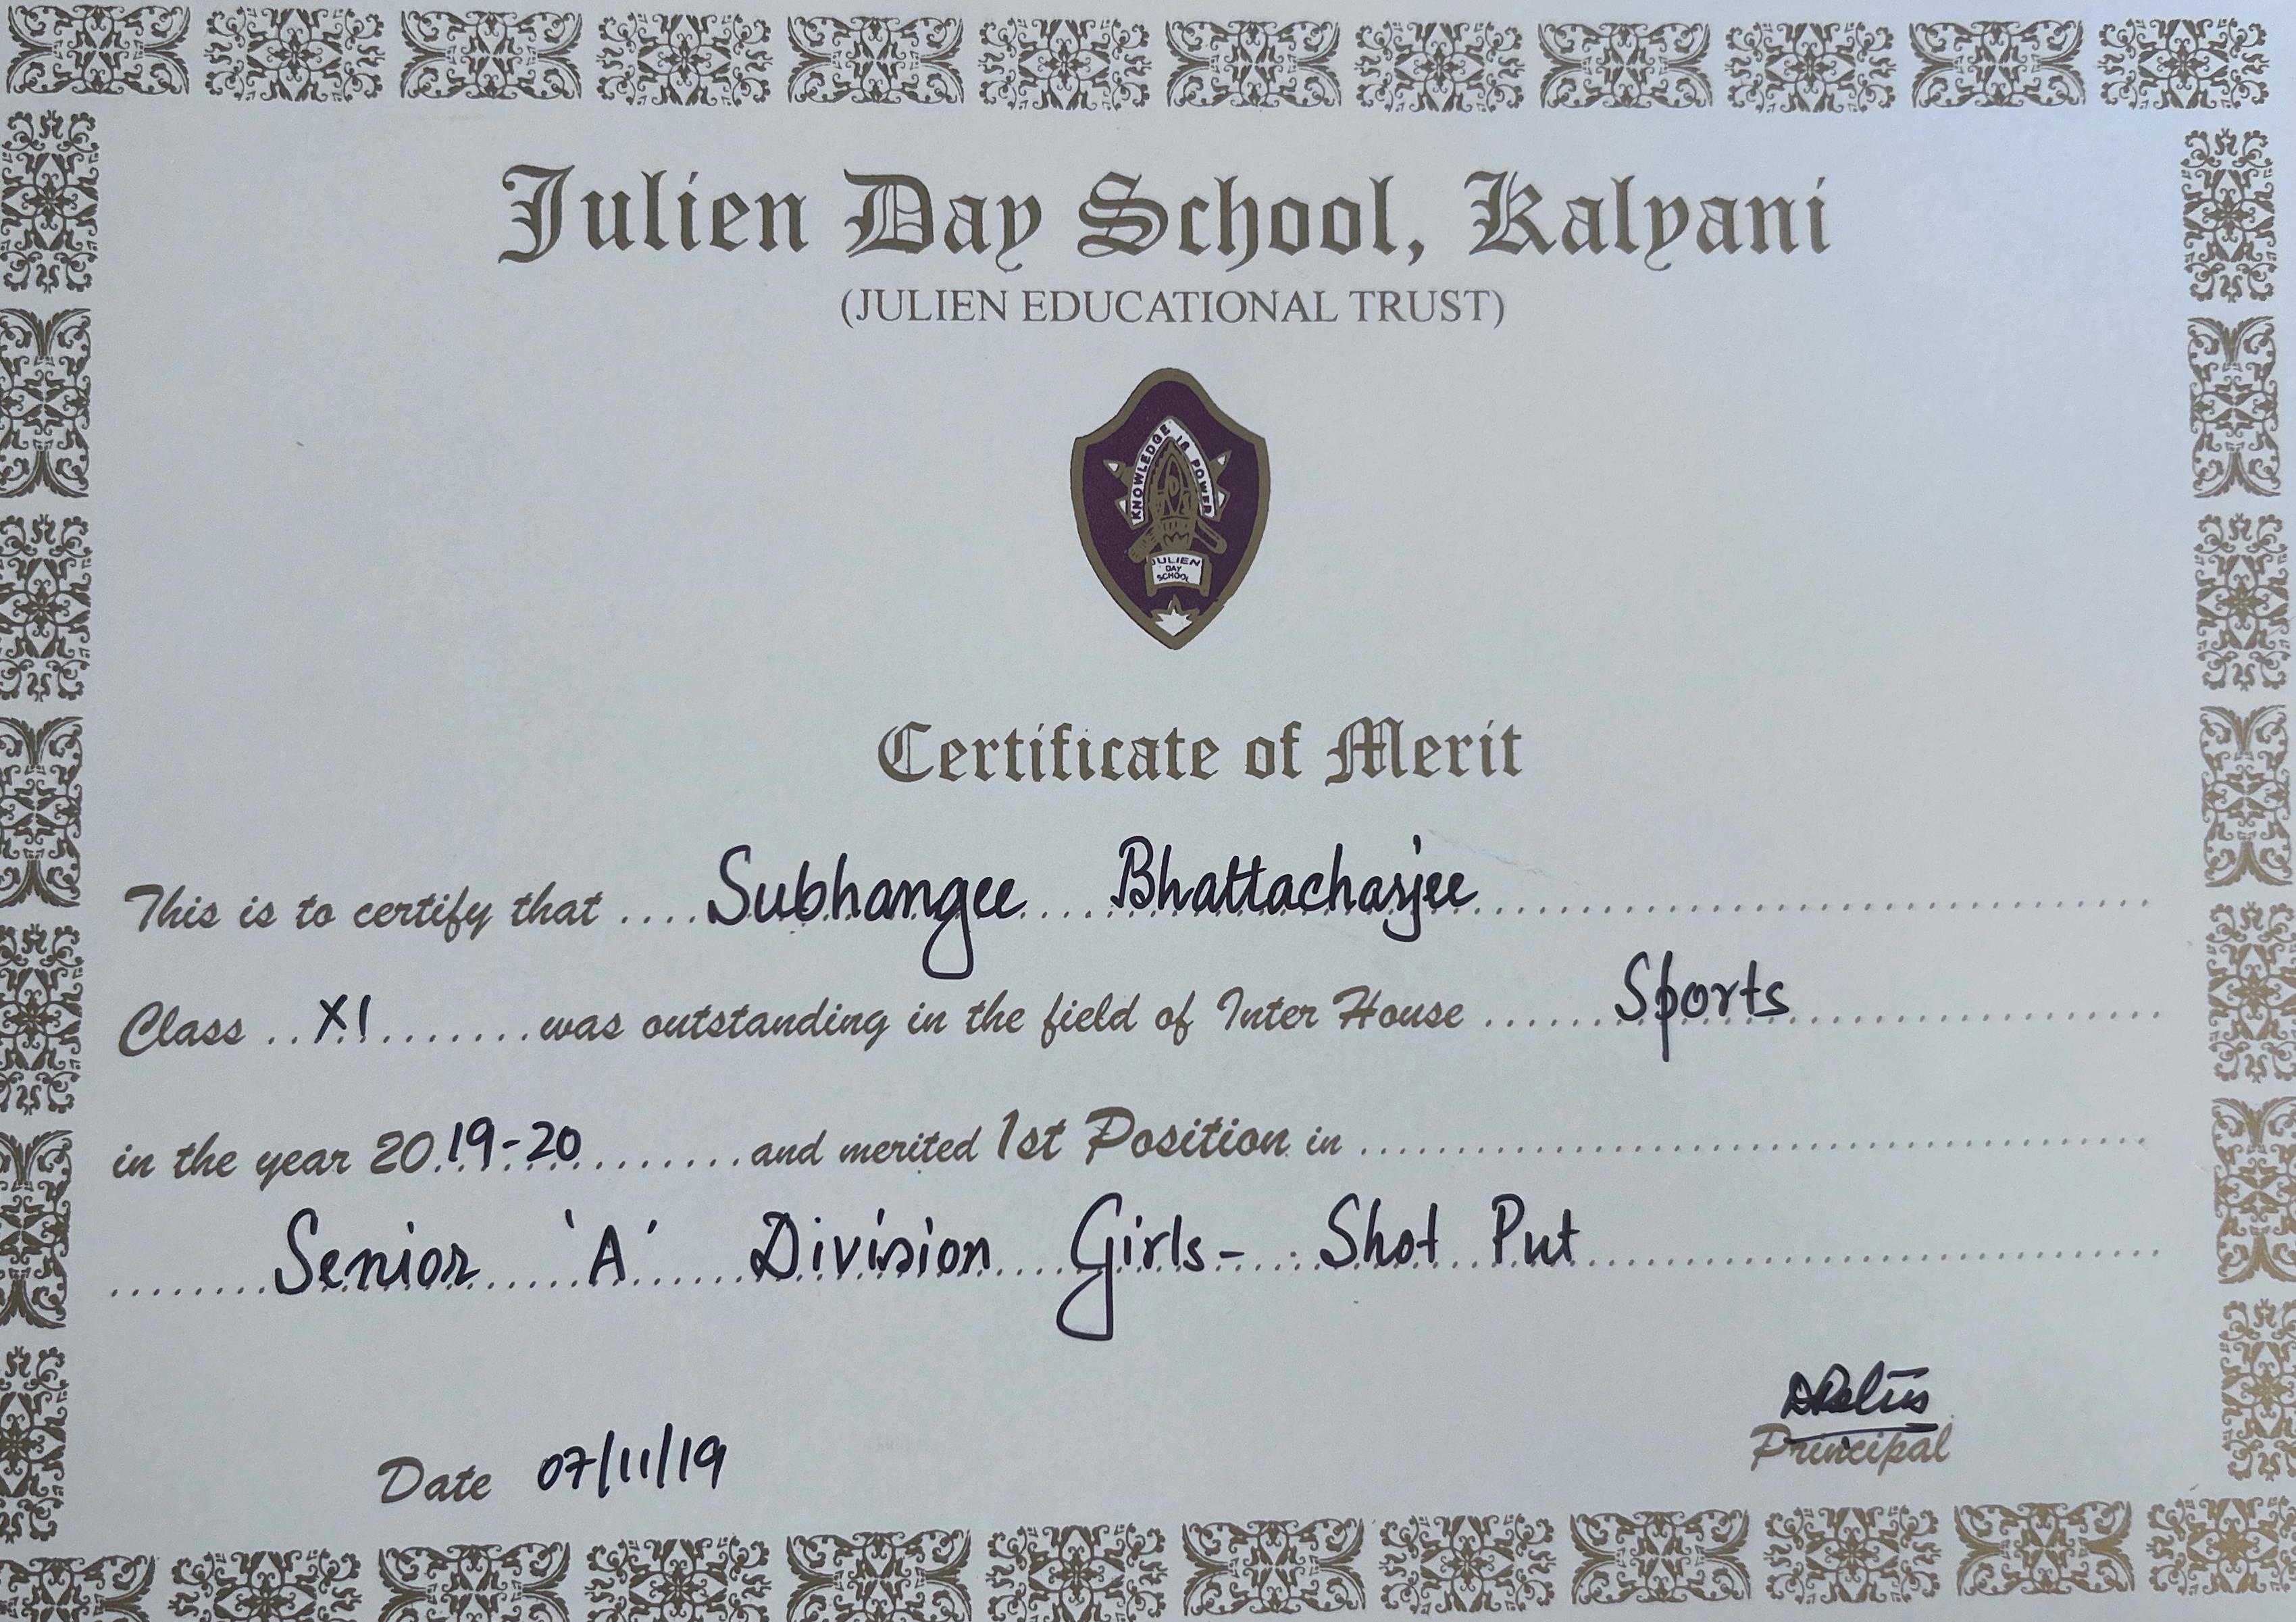 Julien Day School, Kalyani
(JULIEN EDUCATIONAL TRUST)
KNOWLEDGE IS POWER
JULIEN
DAY
SCHOOL
Certificate of Merit
This is to certify that .... Subhangee .... Bhattacharjee ....
Class .. XI ........ was outstanding in the field of Inter House ...... Sports ....
in the year 20 19-20 ........ and merited 1st Position in ....
........ Senior ..... 'A' ...... Division .... Girls- .. Shot Put ....
Principal
Date 07/11/19